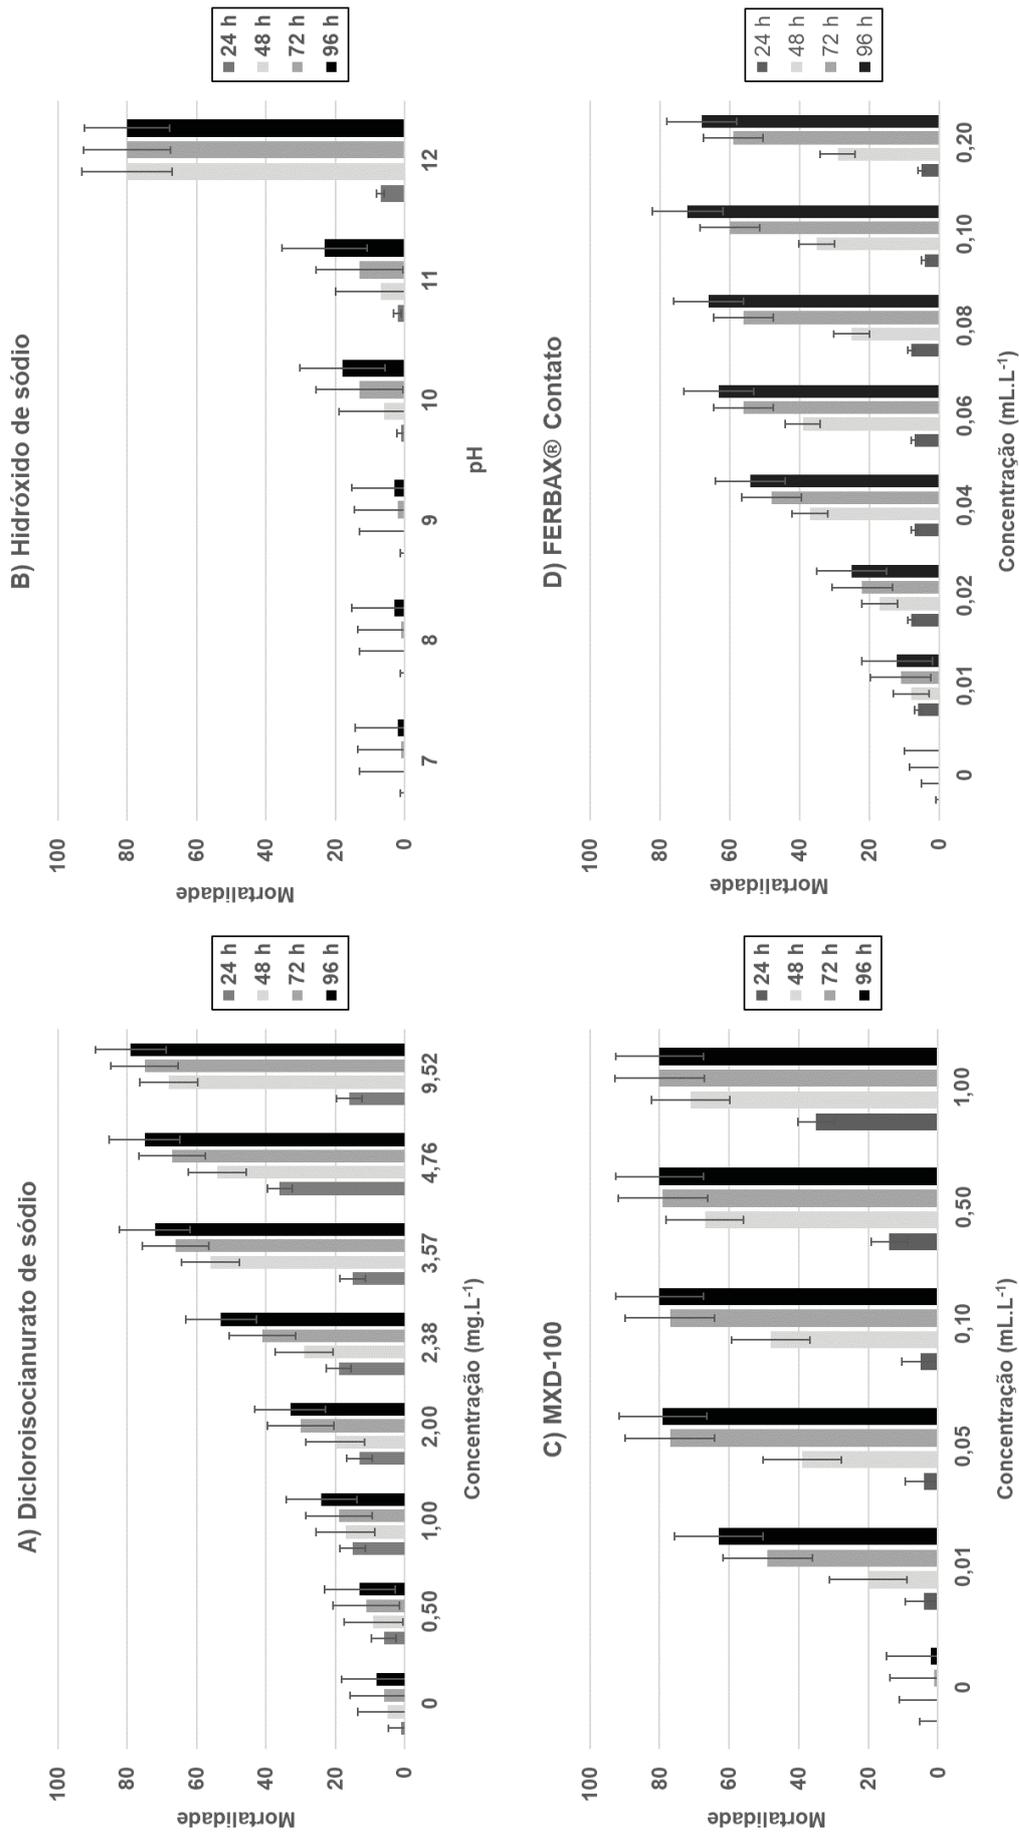 A) Dicloroisocianurato de sódio
Mortalidade
100
80
60
40
20
0
0 0,50 1,00 2,00 2,38 3,57 4,76 9,52
Concentração (mg.L⁻¹)
24 h
48 h
72 h
96 h
B) Hidróxido de sódio
Mortalidade
100
80
60
40
20
0
7 8 9 10 11 12
pH
24 h
48 h
72 h
96 h
C) MXD-100
Mortalidade
100
80
60
40
20
0
0 0,01 0,05 0,10 0,50 1,00
Concentração (mL.L⁻¹)
24 h
48 h
72 h
96 h
D) FERBAX® Contato
Mortalidade
100
80
60
40
20
0
0 0,01 0,02 0,04 0,06 0,08 0,10 0,20
Concentração (mL.L⁻¹)
24 h
48 h
72 h
96 h